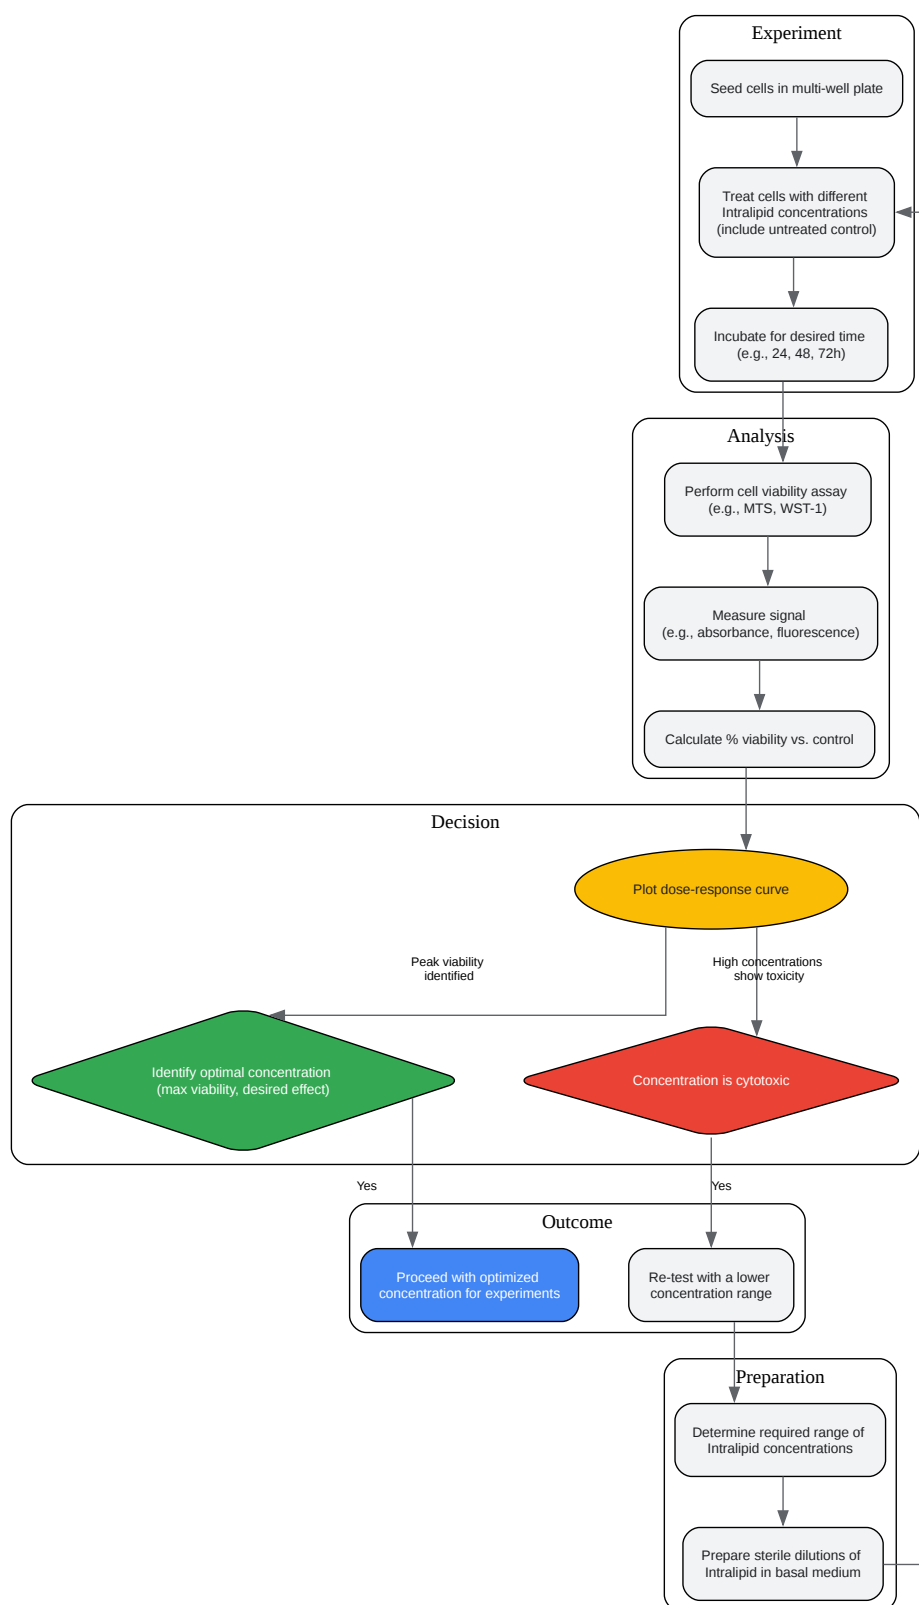 Experiment
Seed cells in multi-well plate
Treat cells with different
Intralipid concentrations
(include untreated control)
Incubate for desired time
(e.g., 24, 48, 72h)
Analysis
Perform cell viability assay
(e.g., MTS, WST-1)
Measure signal
(e.g., absorbance, fluorescence)
Calculate % viability vs. control
Decision
Plot dose-response curve
Peak viability
identified
High concentrations
show toxicity
Identify optimal concentration
(max viability, desired effect)
Concentration is cytotoxic
Yes
Yes
Outcome
Proceed with optimized
concentration for experiments
Re-test with a lower
concentration range
Preparation
Determine required range of
Intralipid concentrations
Prepare sterile dilutions of
Intralipid in basal medium